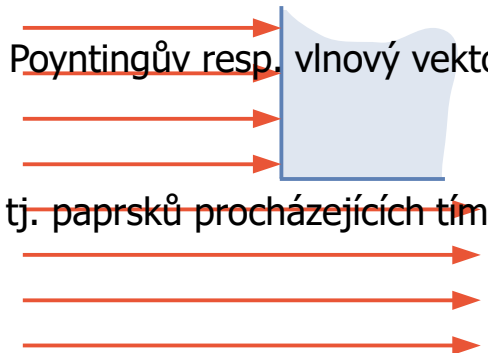 Poyntingův resp. vlnový vekto
tj. paprsků procházejících tím